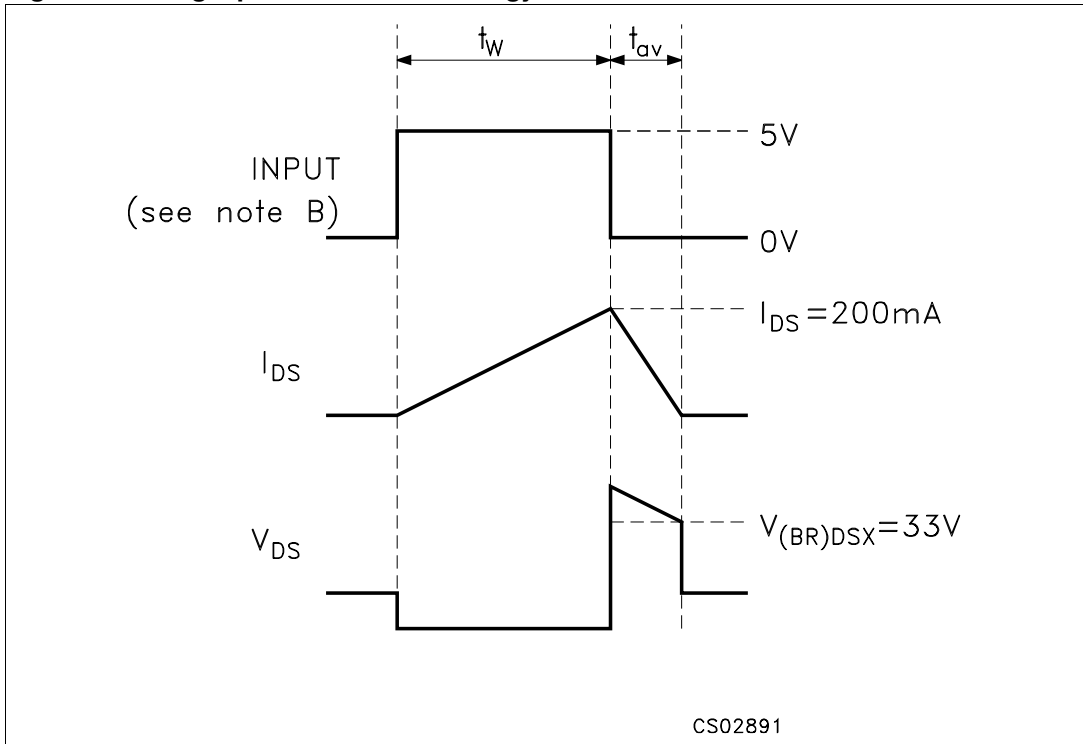 t_W t_av
5V
INPUT
(see note B)
0V
I_DS =200mA
I_DS
V_(BR)DSX=33V
V_DS
CS02891